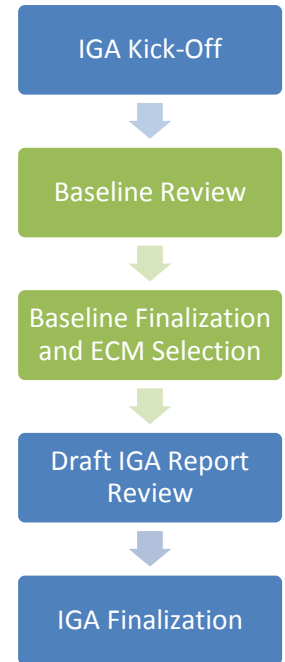 IGA Kick-Off
Baseline Review
Baseline Finalization
and ECM Selection
Draft IGA Report
Review
IGA Finalization